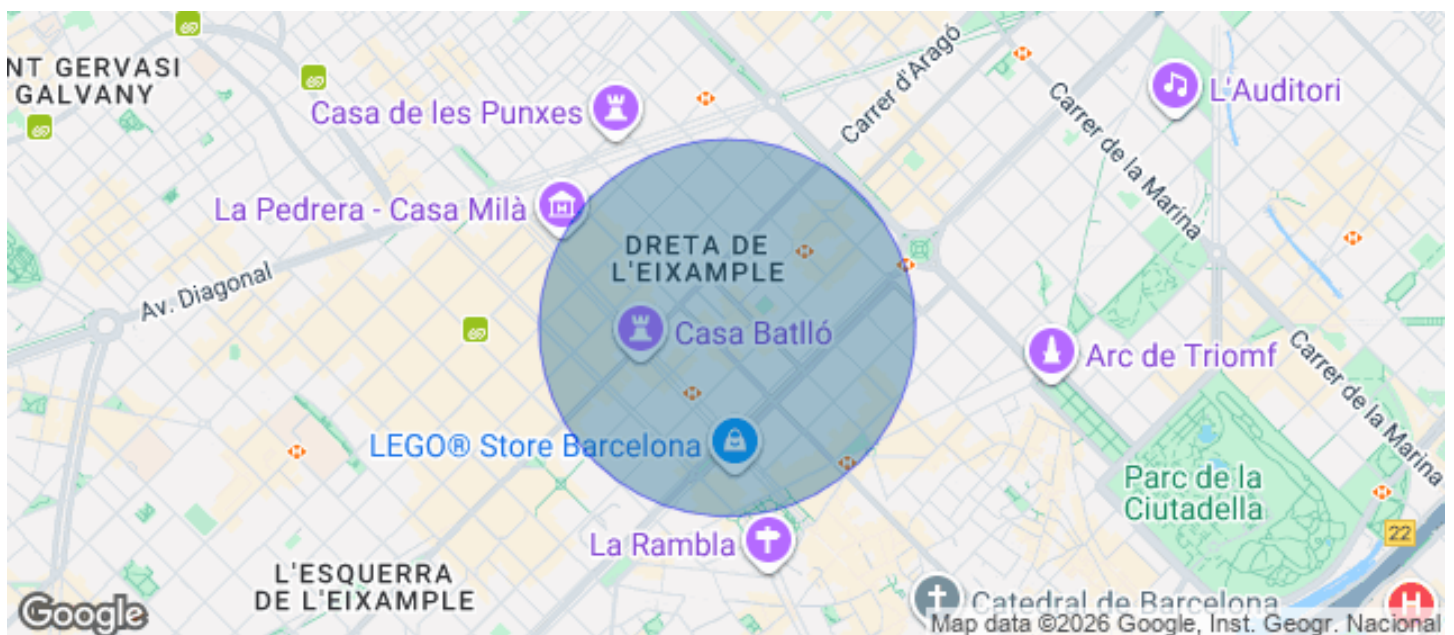 NT GERVASI
GALVANY
Casa de les Punxes
Carrer d'Aragó
L'Auditori
Carrer de la Marina
La Pedrera - Casa Milà
DRETA DE
L'EIXAMPLE
Av. Diagonal
Casa Batlló
Arc de Triomf
Carrer de la Marina
LEGO® Store Barcelona
Parc de la
Ciutadella
22
La Rambla
L'ESQUERRA
DE L'EIXAMPLE
Catedral de Barcelona
H
Google
Map data ©2026 Google, Inst. Geogr. Nacional